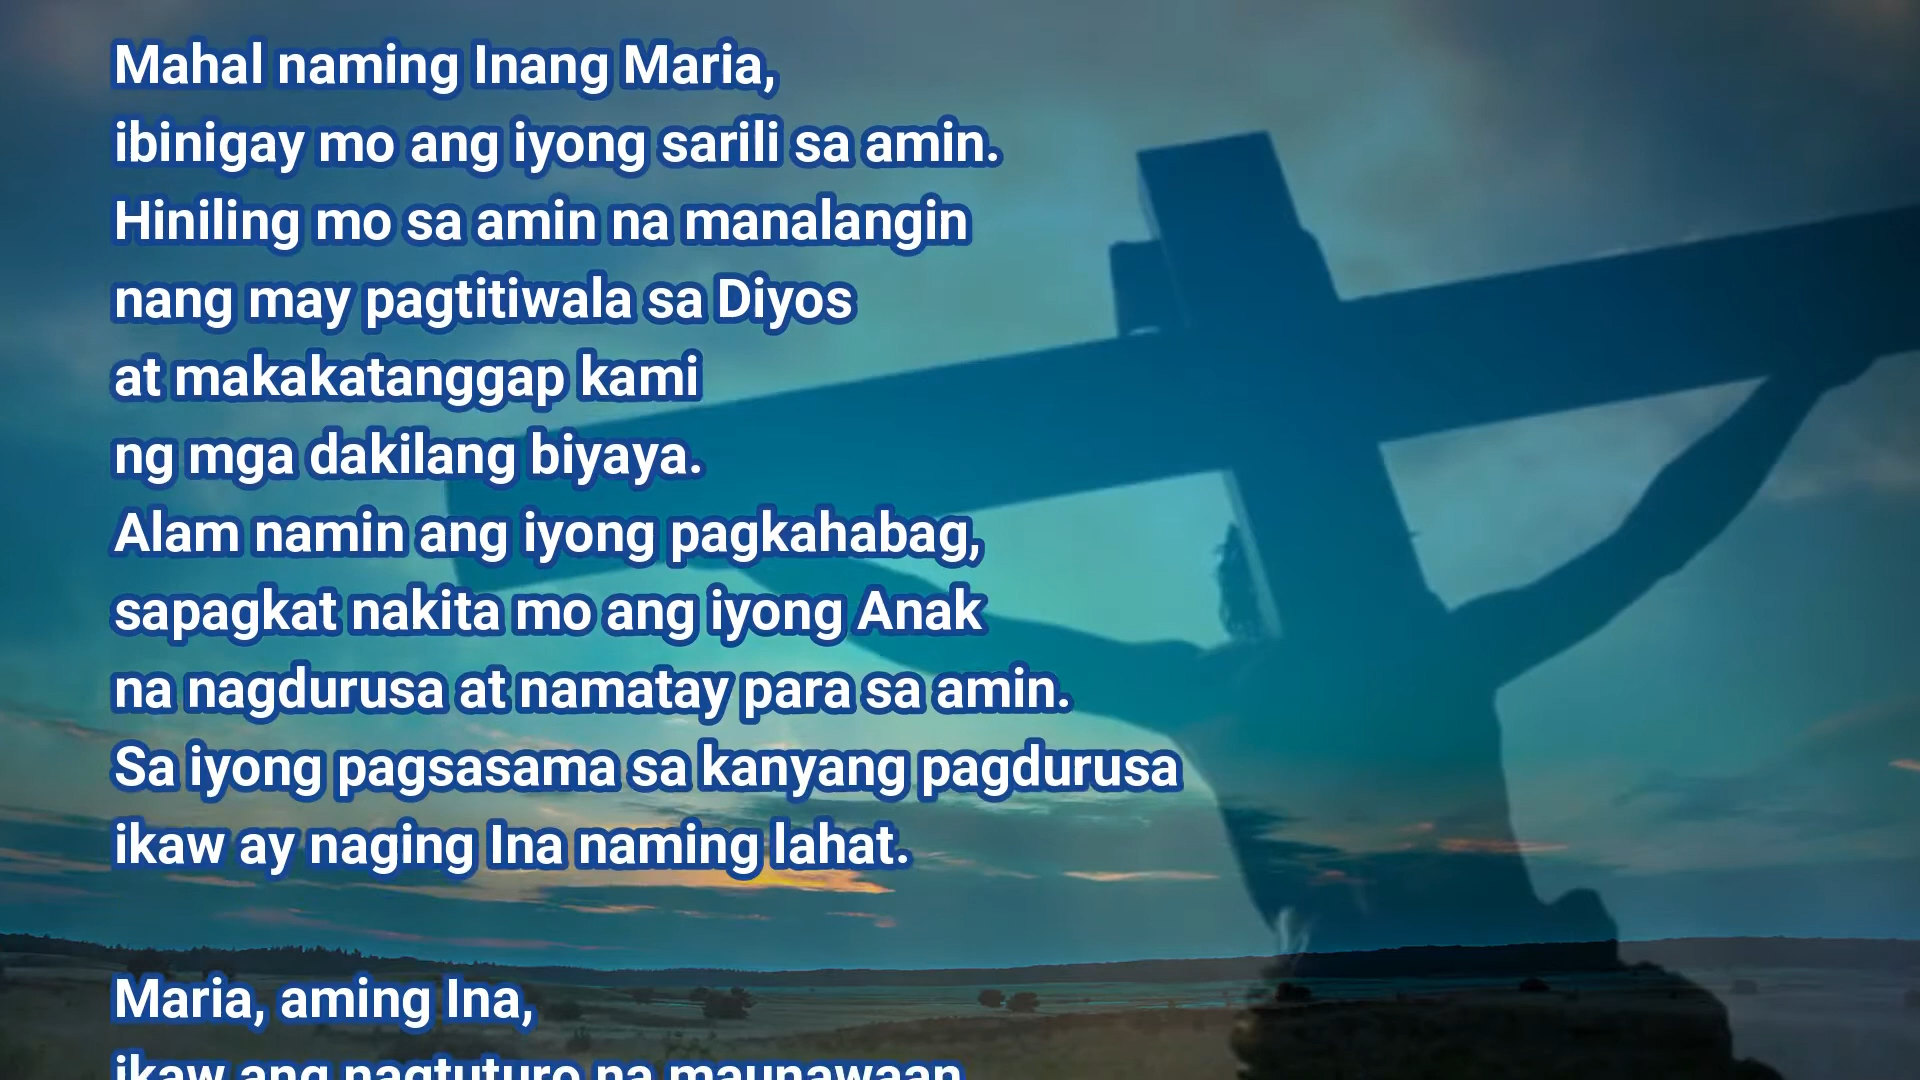 Mahal naming Inang Maria,
ibinigay mo ang iyong sarili sa amin.
Hiniling mo sa amin na manalangin
nang may pagtitiwala sa Diyos
at makakatanggap kami
ng mga dakilang biyaya.
Alam namin ang iyong pagkahabag,
sapagkat nakita mo ang iyong Anak
na nagdurusa at namatay para sa amin.
Sa iyong pagsasama sa kanyang pagdurusa
ikaw ay naging Ina naming lahat.
Maria, aming Ina,
ikaw ang nagtuturo na maunawaan